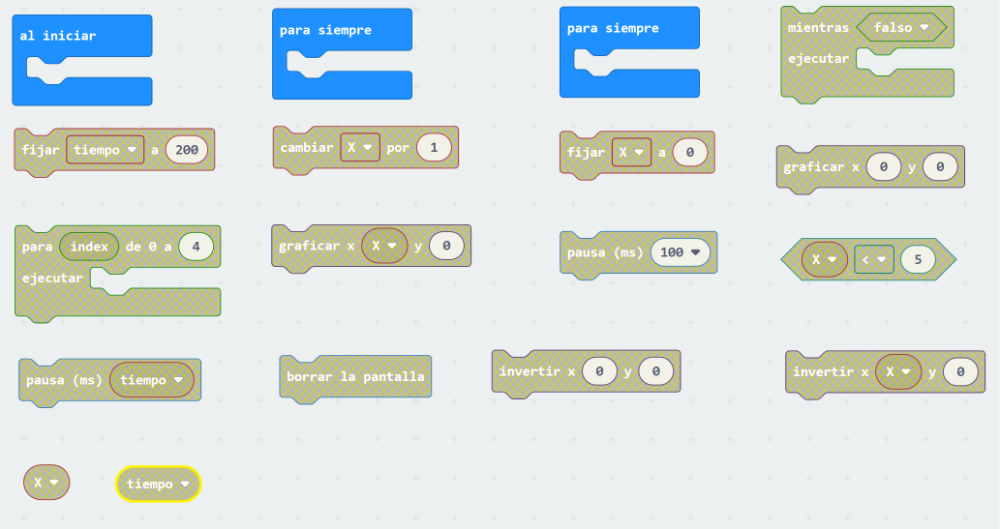 al iniciar
para siempre
para siempre
mientras falso
ejecutar
fijar tiempo a 200
cambiar X por 1
fijar X a 0
graficar x 0 y 0
para index de 0 a 4
ejecutar
graficar x X y 0
pausa (ms) 100
X < 5
pausa (ms) tiempo
borrar la pantalla
invertir x 0 y 0
invertir x X y 0
X
tiempo